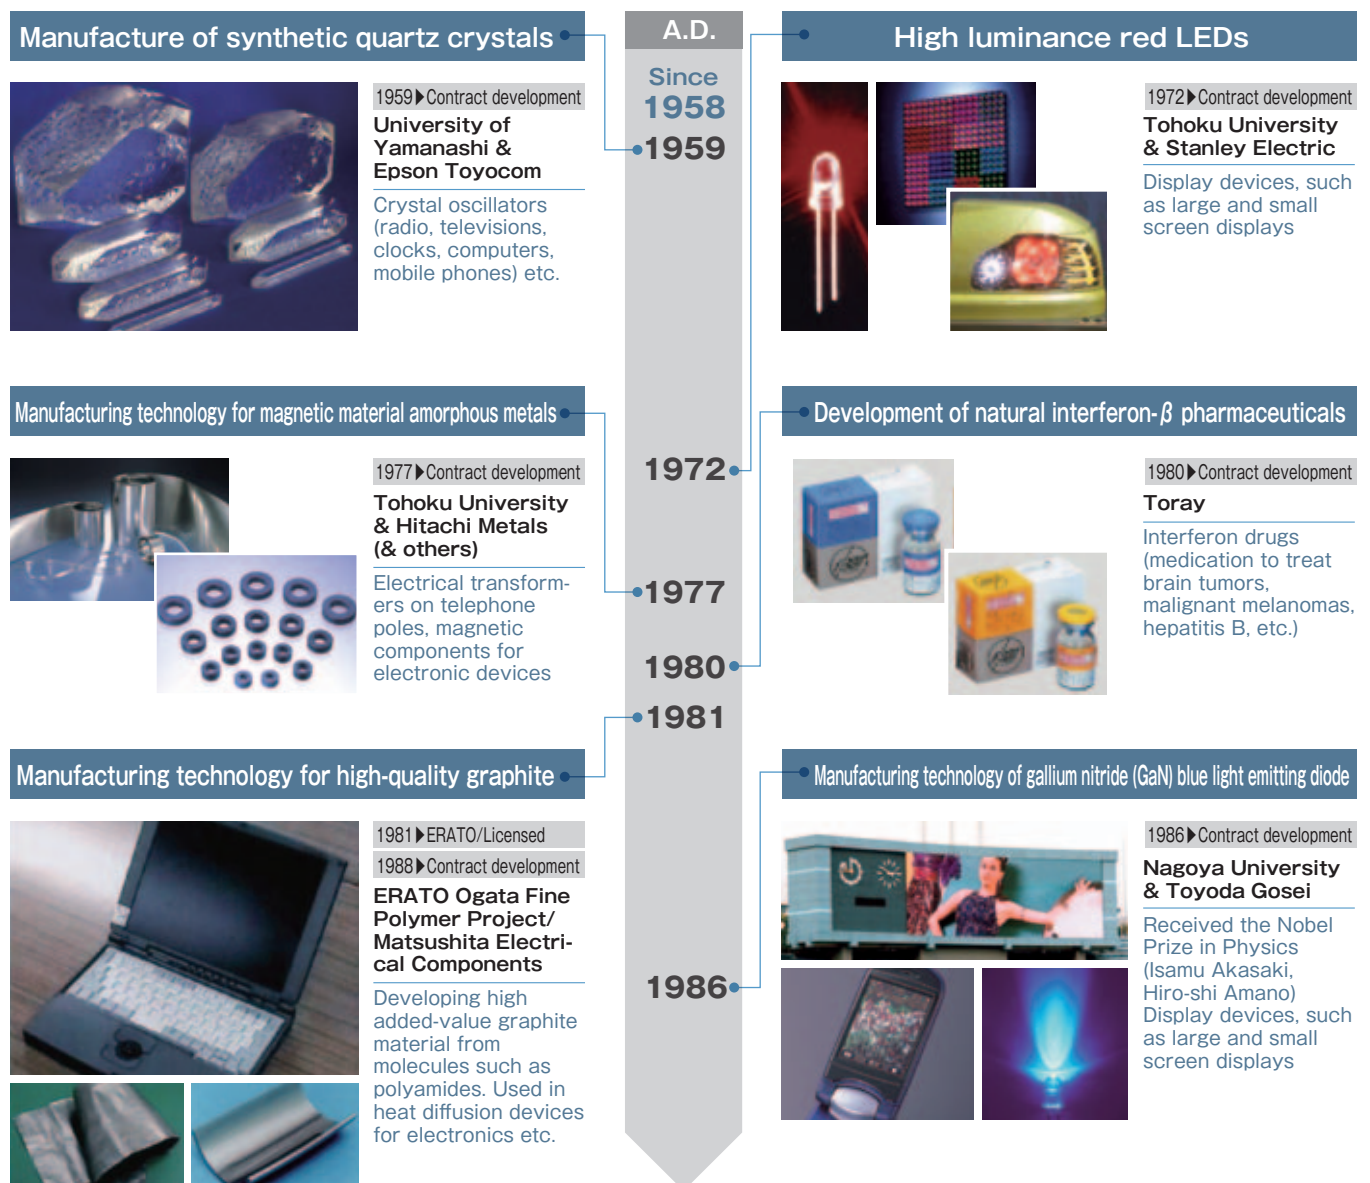 Manufacture of synthetic quartz crystals
1959▶Contract development
University of
Yamanashi &
Epson Toyocom
Crystal oscillators
(radio, televisions,
clocks, computers,
mobile phones) etc.
A.D.
Since
1958
1959
1972
1977
1980
1981
1986
High luminance red LEDs
1972▶Contract development
Tohoku University
& Stanley Electric
Display devices, such
as large and small
screen displays
Manufacturing technology for magnetic material amorphous metals
1977▶Contract development
Tohoku University
& Hitachi Metals
(& others)
Electrical transform-
ers on telephone
poles, magnetic
components for
electronic devices
Development of natural interferon-β pharmaceuticals
1980▶Contract development
Toray
Interferon drugs
(medication to treat
brain tumors,
malignant melanomas,
hepatitis B, etc.)
Manufacturing technology for high-quality graphite
1981▶ERATO/Licensed
1988▶Contract development
ERATO Ogata Fine
Polymer Project/
Matsushita Electri-
cal Components
Developing high
added-value graphite
material from
molecules such as
polyamides. Used in
heat diffusion devices
for electronics etc.
Manufacturing technology of gallium nitride (GaN) blue light emitting diode
1986▶Contract development
Nagoya University
& Toyoda Gosei
Received the Nobel
Prize in Physics
(Isamu Akasaki,
Hiro-shi Amano)
Display devices, such
as large and small
screen displays